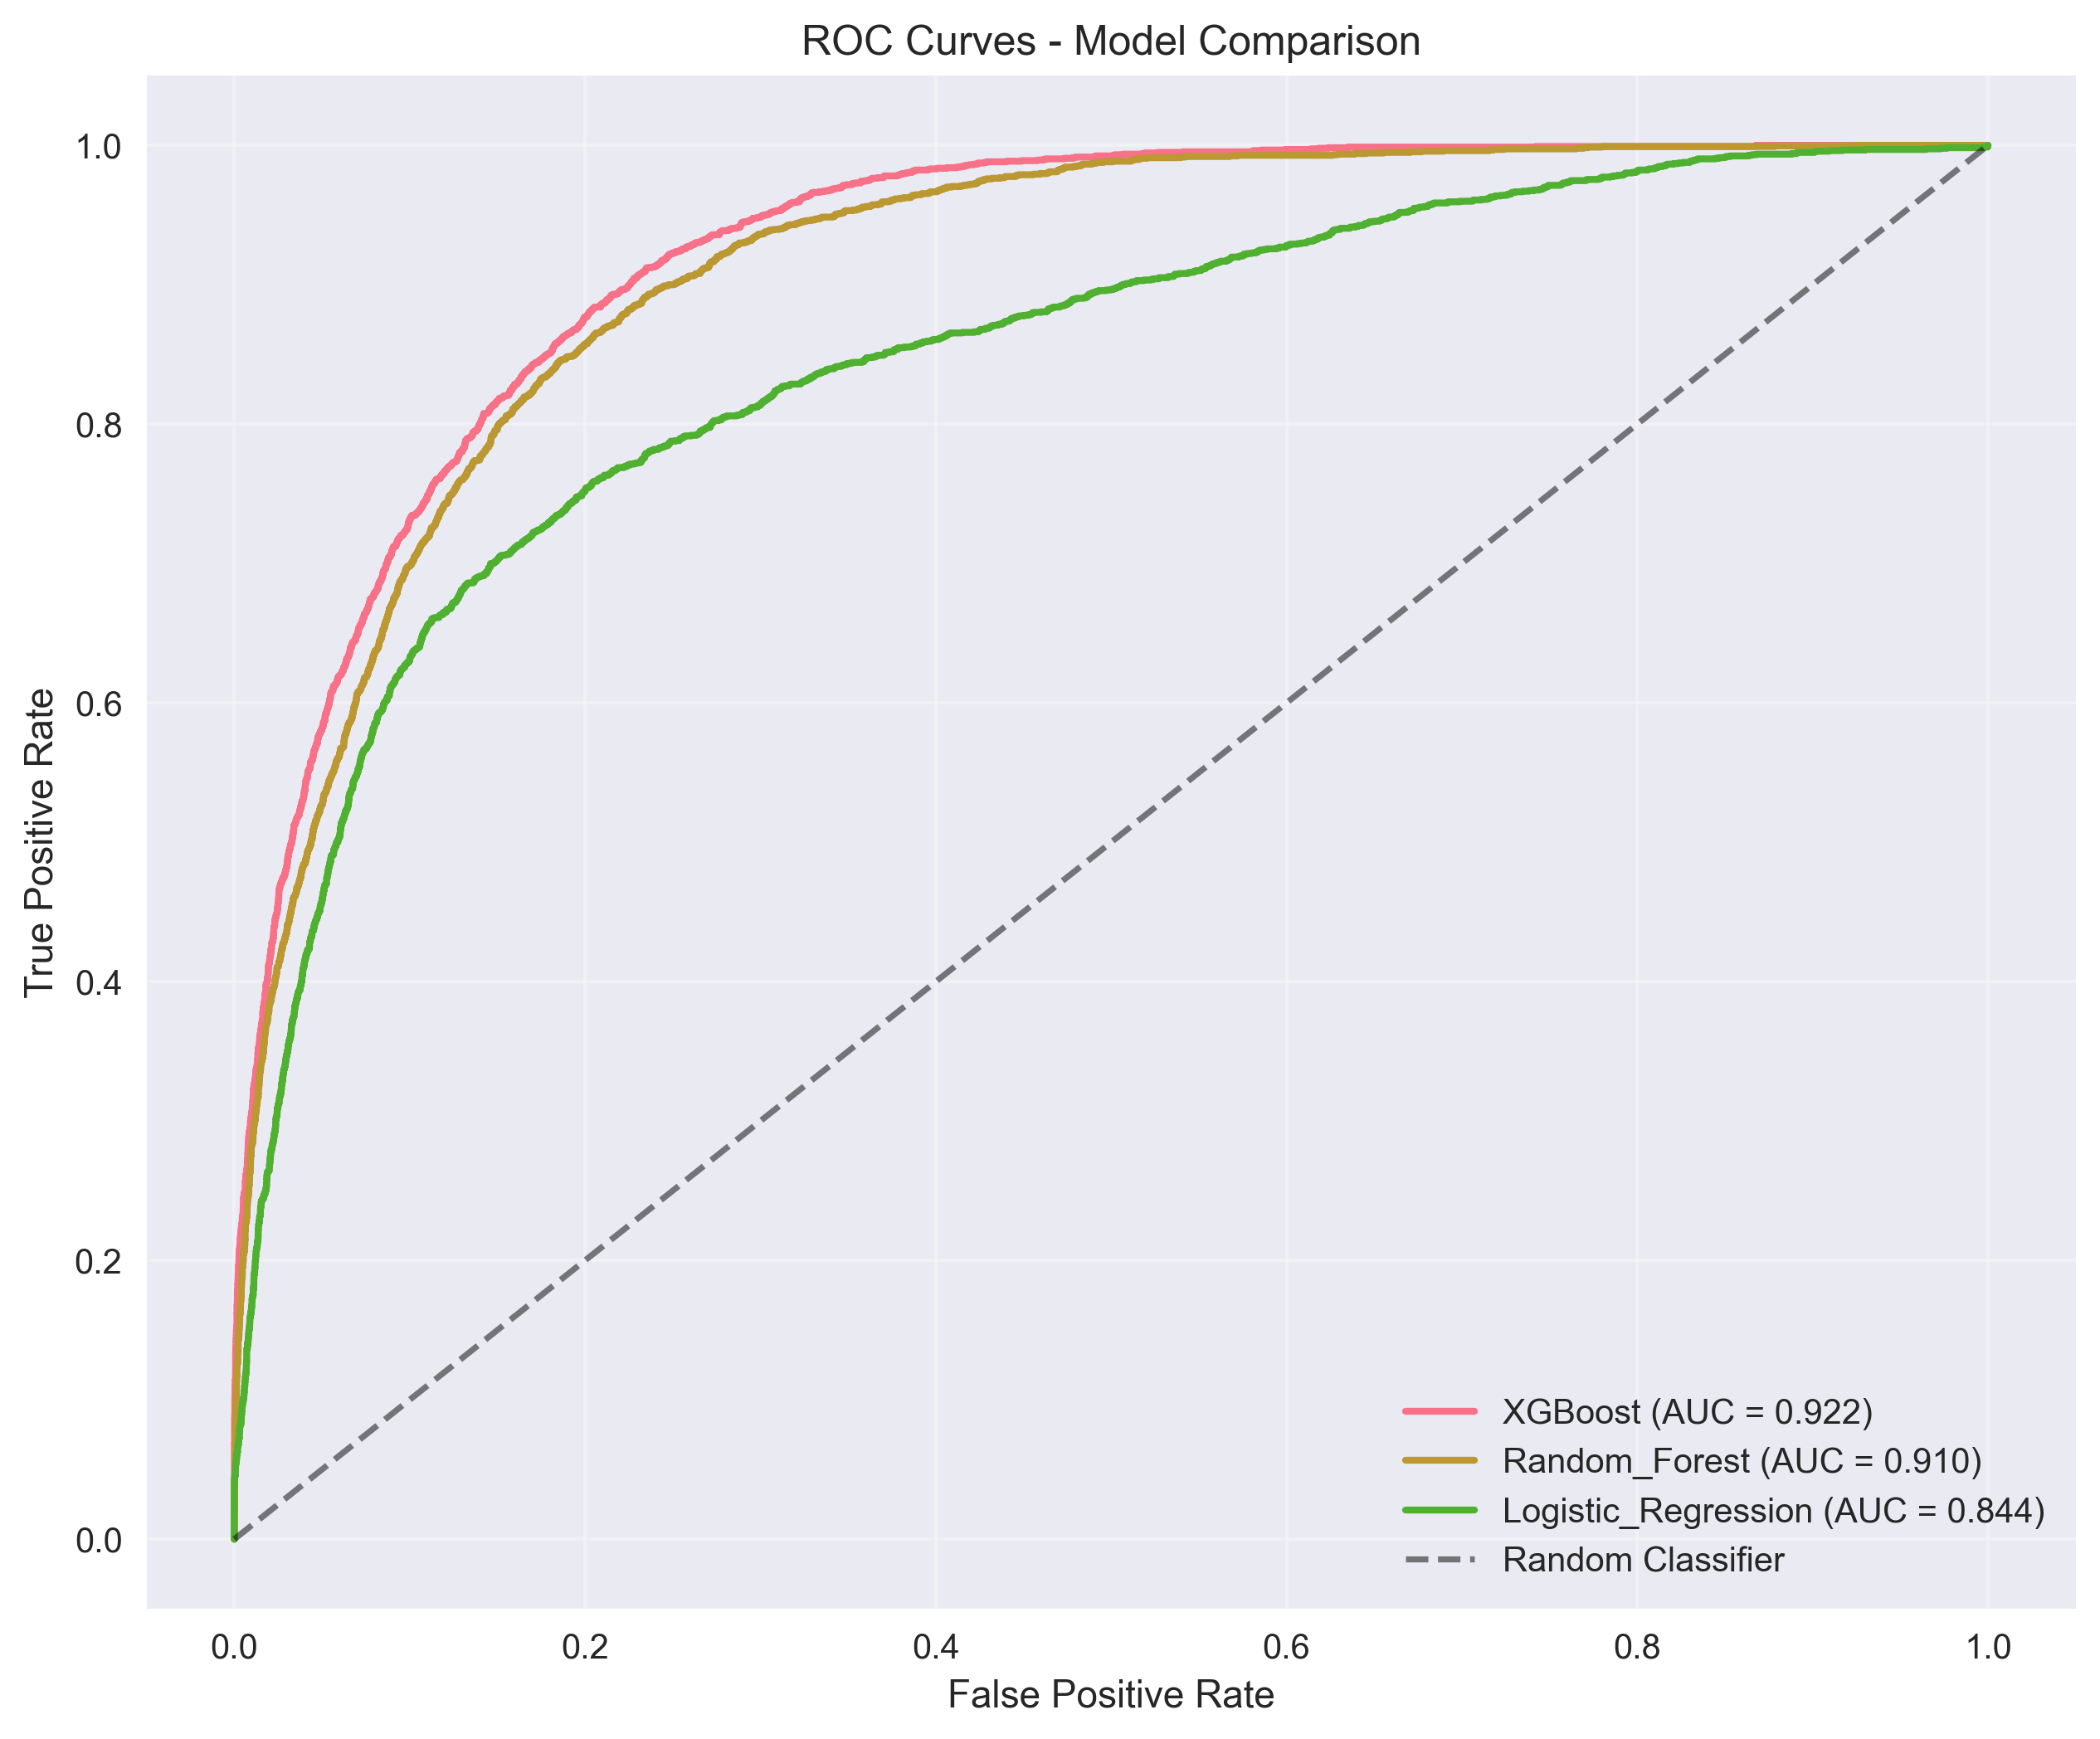 ROC Curves - Model Comparison
1.0
0.8
0.6
0.4
0.2
0.0
True Positive Rate
XGBoost (AUC = 0.922)
Random_Forest (AUC = 0.910)
Logistic_Regression (AUC = 0.844)
Random Classifier
0.0 0.2 0.4 0.6 0.8 1.0
False Positive Rate